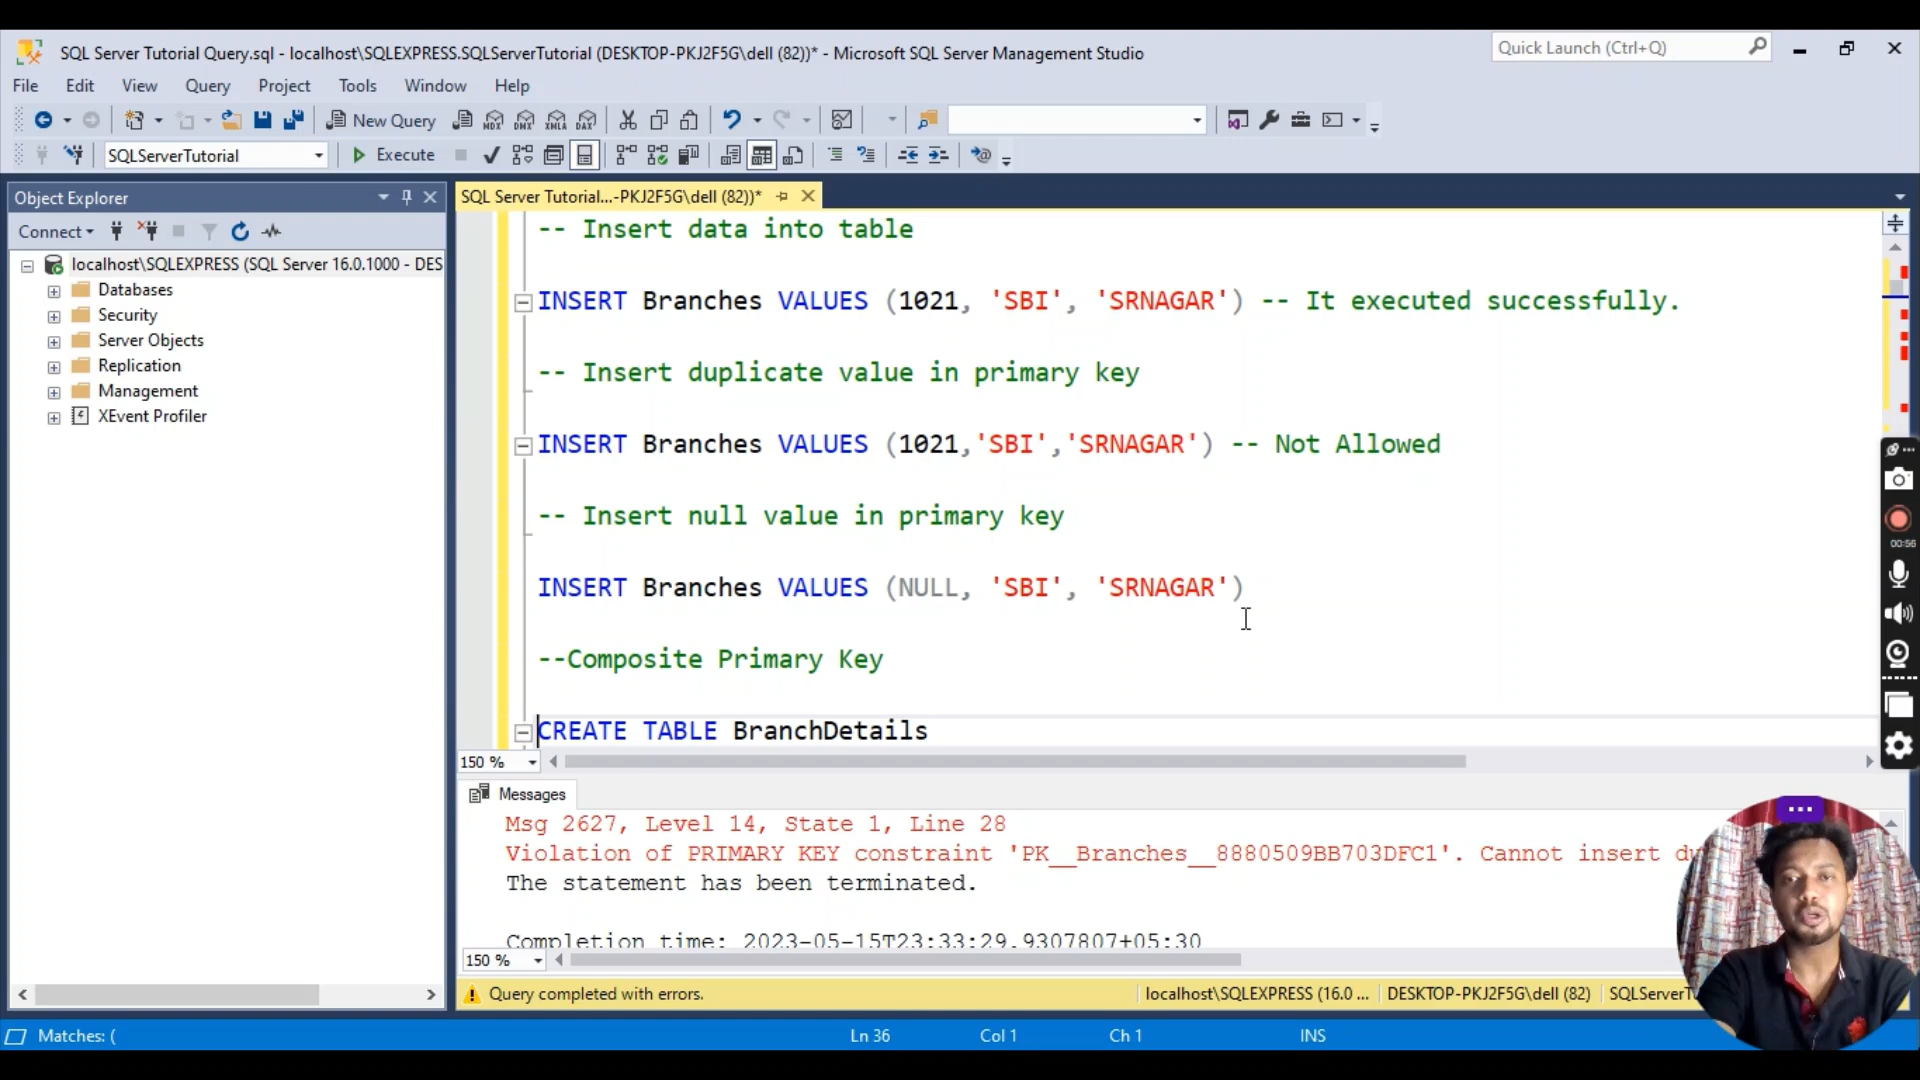 SQL Server Tutorial Query.sql - localhost\SQLEXPRESS.SQLServerTutorial (DESKTOP-PKJ2F5G\dell (82))* - Microsoft SQL Server Management Studio
Quick Launch (Ctrl+Q)
File Edit View Query Project Tools Window Help
New Query
MDX DMX XMLA DAX
SQLServerTutorial
Execute
Object Explorer
SQL Server Tutorial...-PKJ2F5G\dell (82))*
Connect
localhost\SQLEXPRESS (SQL Server 16.0.1000 - DES
Databases
Security
Server Objects
Replication
Management
XEvent Profiler
-- Insert data into table
INSERT Branches VALUES (1021, 'SBI', 'SRNAGAR') -- It executed successfully.
-- Insert duplicate value in primary key
INSERT Branches VALUES (1021,'SBI','SRNAGAR') -- Not Allowed
-- Insert null value in primary key
INSERT Branches VALUES (NULL, 'SBI', 'SRNAGAR')
--Composite Primary Key
CREATE TABLE BranchDetails
00:56
150 %
Messages
Msg 2627, Level 14, State 1, Line 28
Violation of PRIMARY KEY constraint 'PK__Branches__8880509BB703DFC1'. Cannot insert du
The statement has been terminated.
Completion time: 2023-05-15T23:33:29.9307807+05:30
150 %
Query completed with errors.
localhost\SQLEXPRESS (16.0 ...
DESKTOP-PKJ2F5G\dell (82)
SQLServerT
Matches: (
Ln 36
Col 1
Ch 1
INS